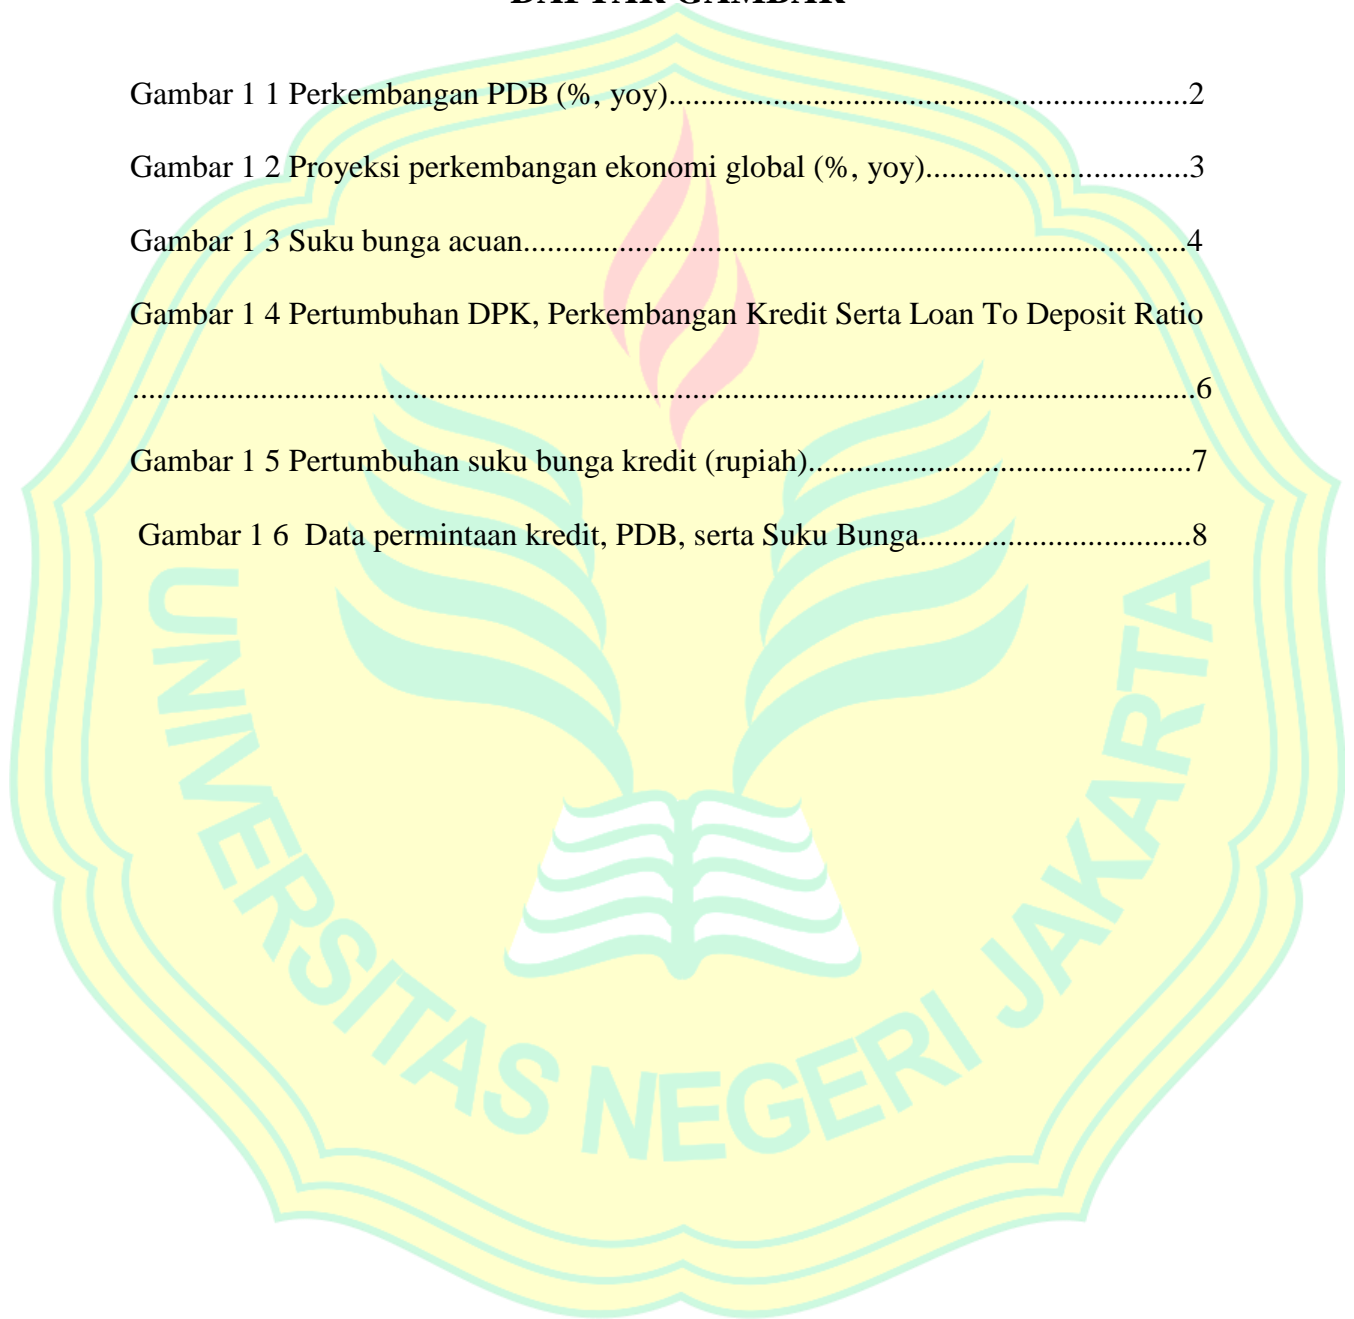 DAFTAR GAMBAR
Gambar 1 1 Perkembangan PDB (%, yoy).................................................................2
Gambar 1 2 Proyeksi perkembangan ekonomi global (%, yoy).................................3
Gambar 1 3 Suku bunga acuan...................................................................................4
Gambar 1 4 Pertumbuhan DPK, Perkembangan Kredit Serta Loan To Deposit Ratio
.....................................................................................................................................6
Gambar 1 5 Pertumbuhan suku bunga kredit (rupiah)................................................7
Gambar 1 6  Data permintaan kredit, PDB, serta Suku Bunga..................................8
UNIVERSITAS NEGERI JAKARTA